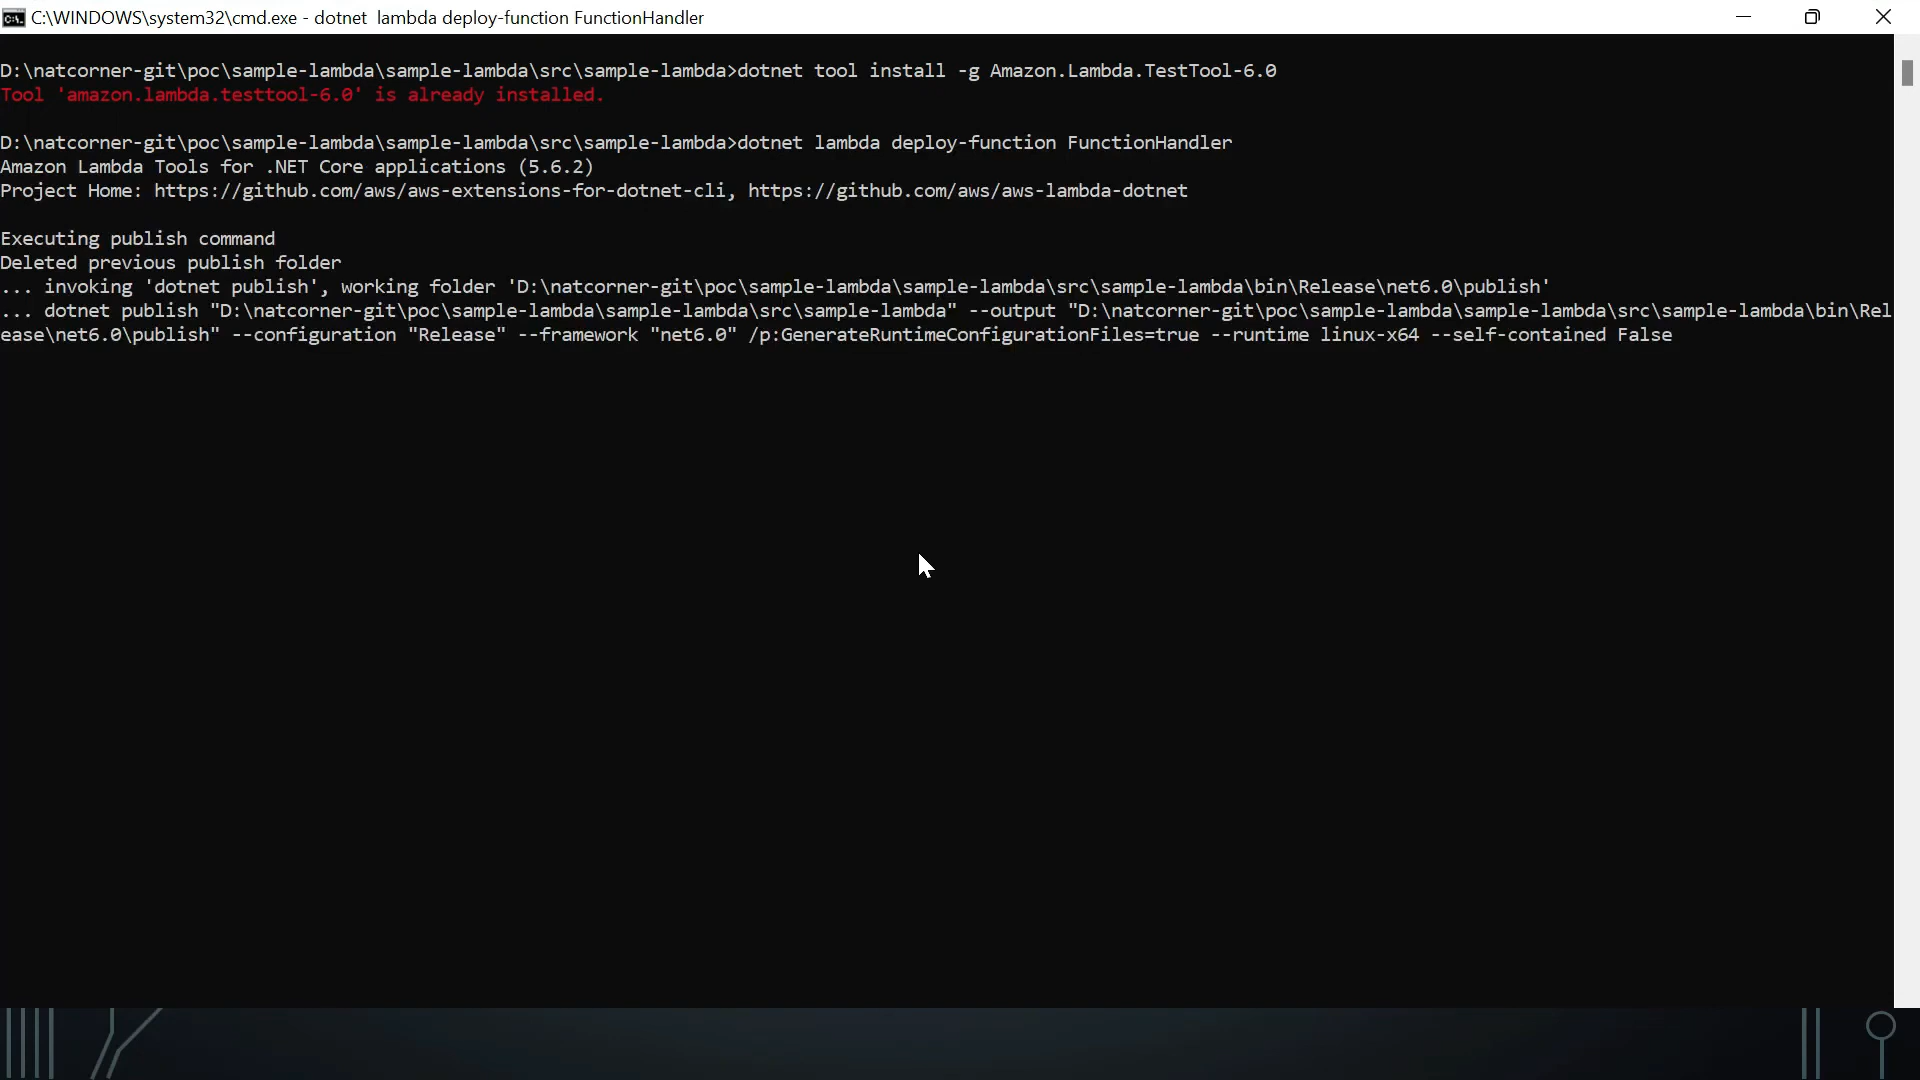 C:\WINDOWS\system32\cmd.exe - dotnet  lambda deploy-function FunctionHandler
D:\natcorner-git\poc\sample-lambda\sample-lambda\src\sample-lambda>dotnet tool install -g Amazon.Lambda.TestTool-6.0
Tool 'amazon.lambda.testtool-6.0' is already installed.
D:\natcorner-git\poc\sample-lambda\sample-lambda\src\sample-lambda>dotnet lambda deploy-function FunctionHandler
Amazon Lambda Tools for .NET Core applications (5.6.2)
Project Home: https://github.com/aws/aws-extensions-for-dotnet-cli, https://github.com/aws/aws-lambda-dotnet
Executing publish command
Deleted previous publish folder
... invoking 'dotnet publish', working folder 'D:\natcorner-git\poc\sample-lambda\sample-lambda\src\sample-lambda\bin\Release\net6.0\publish'
... dotnet publish "D:\natcorner-git\poc\sample-lambda\sample-lambda\src\sample-lambda" --output "D:\natcorner-git\poc\sample-lambda\sample-lambda\src\sample-lambda\bin\Rel
ease\net6.0\publish" --configuration "Release" --framework "net6.0" /p:GenerateRuntimeConfigurationFiles=true --runtime linux-x64 --self-contained False